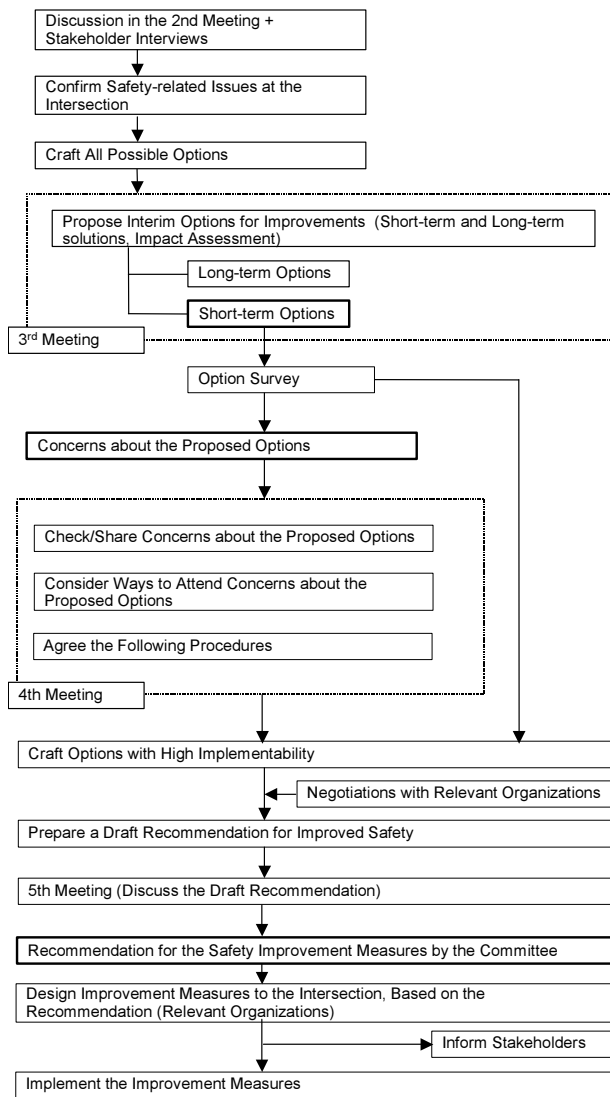 Discussion in the 2nd Meeting +
Stakeholder Interviews
Confirm Safety-related Issues at the
Intersection
Craft All Possible Options
Propose Interim Options for Improvements (Short-term and Long-term
solutions, Impact Assessment)
Long-term Options
Short-term Options
3rd Meeting
Option Survey
Concerns about the Proposed Options
Check/Share Concerns about the Proposed Options
Consider Ways to Attend Concerns about the
Proposed Options
Agree the Following Procedures
4th Meeting
Craft Options with High Implementability
Negotiations with Relevant Organizations
Prepare a Draft Recommendation for Improved Safety
5th Meeting (Discuss the Draft Recommendation)
Recommendation for the Safety Improvement Measures by the Committee
Design Improvement Measures to the Intersection, Based on the
Recommendation (Relevant Organizations)
Inform Stakeholders
Implement the Improvement Measures